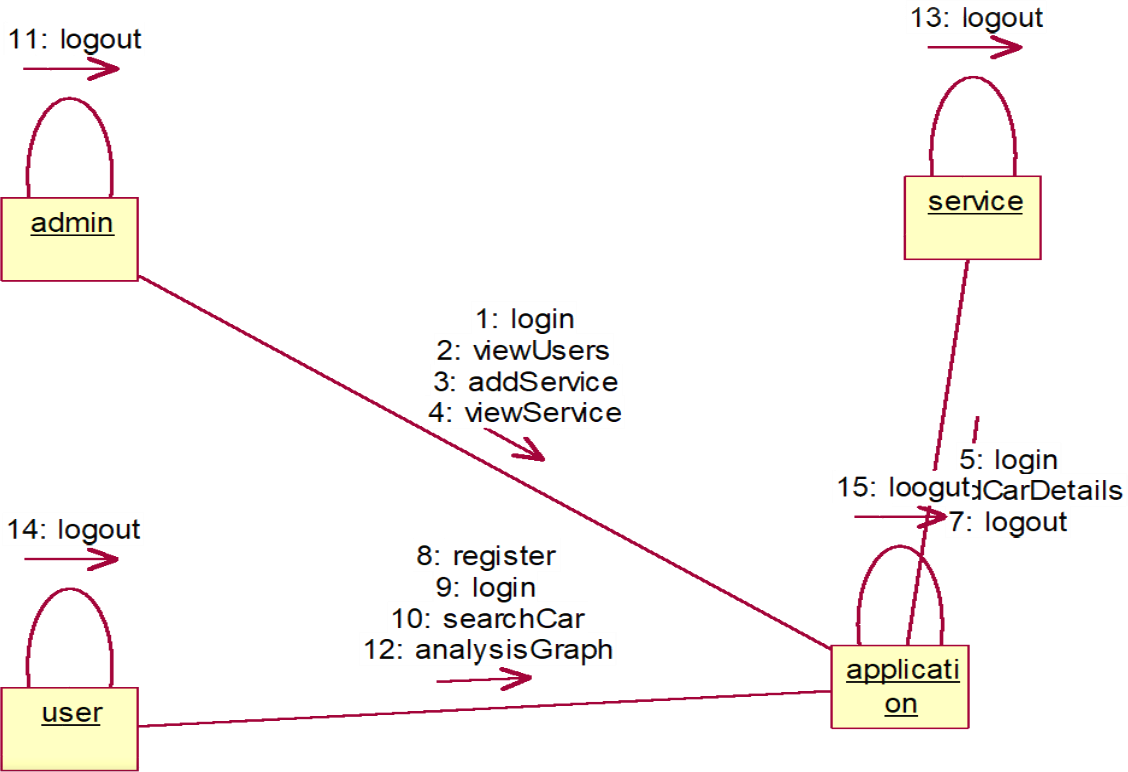 11: logout
13: logout
admin
service
1: login
2: viewUsers
3: addService
4: viewService
5: login
15: loogut
dCarDetails
7: logout
14: logout
8: register
9: login
10: searchCar
12: analysisGraph
user
applicati
on